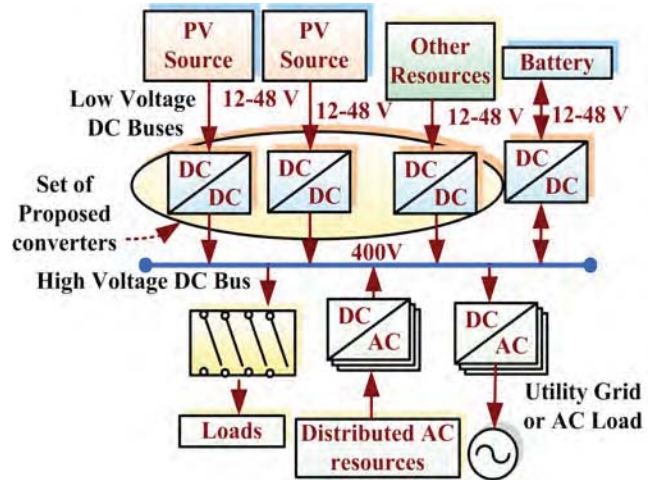 PV
Source
PV
Source
Other
Resources
Battery
Low Voltage
DC Buses
12-48 V
12-48 V
12-48 V
12-48 V
DC
DC
DC
DC
DC
DC
DC
DC
Set of
Proposed
converters
400V
High Voltage DC Bus
DC
AC
DC
AC
Loads
Distributed AC
resources
Utility Grid
or AC Load